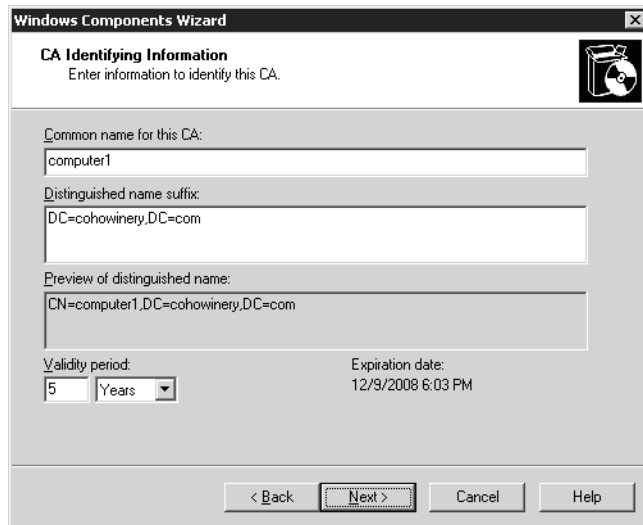 Windows Components Wizard
CA Identifying Information
Enter information to identify this CA.
Common name for this CA:
computer1
Distinguished name suffix:
DC=cohowinery,DC=com
Preview of distinguished name:
CN=computer1,DC=cohowinery,DC=com
Validity period:
Expiration date:
5 Years
12/9/2008 6:03 PM
< Back Next > Cancel Help